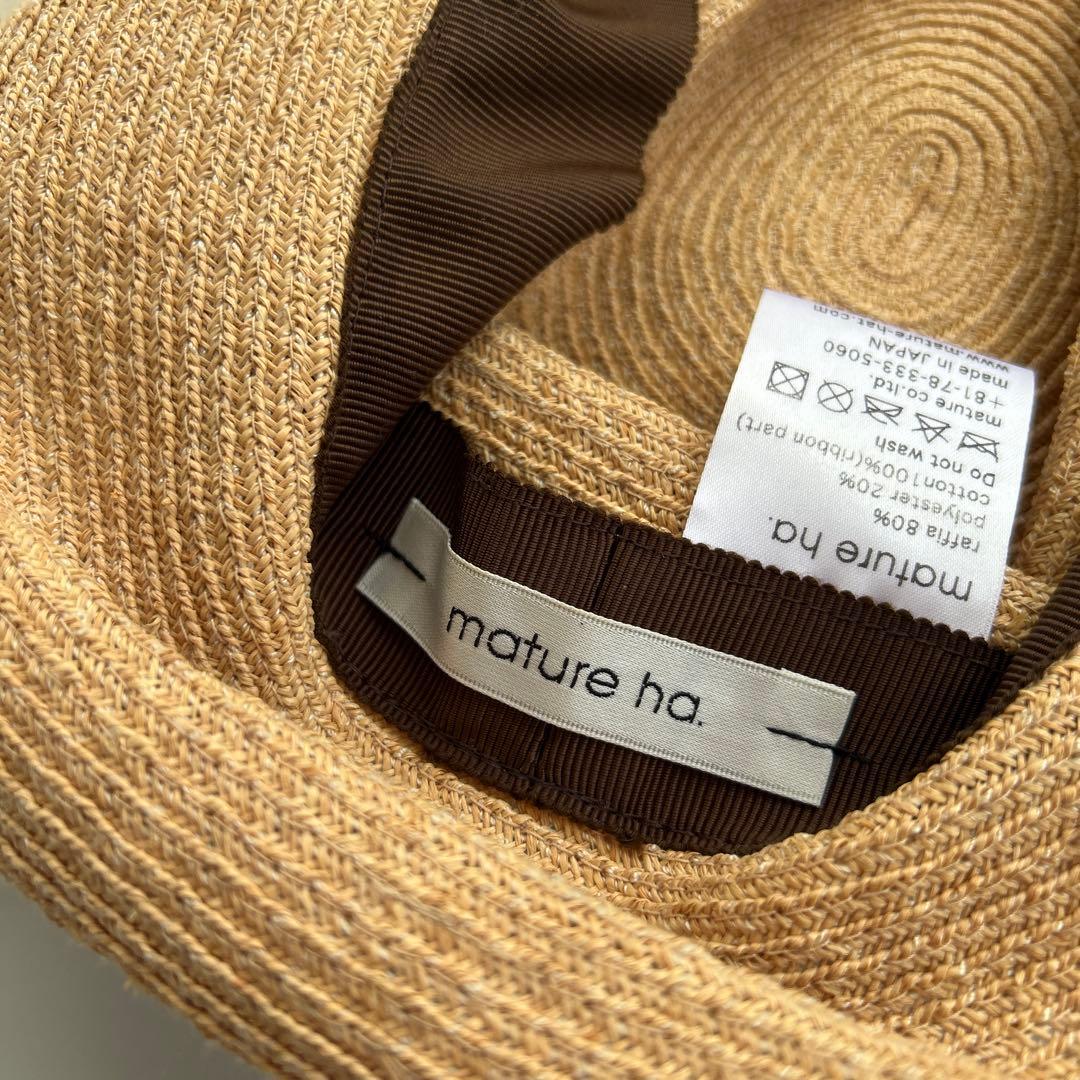 mature ha.
mature ha.
raffia 80%
polyester 20%
cotton100%(ribbon part)
Do not wash
mature co.ltd.
+81-78-333-5060
made in JAPAN
www.mature-hat.com